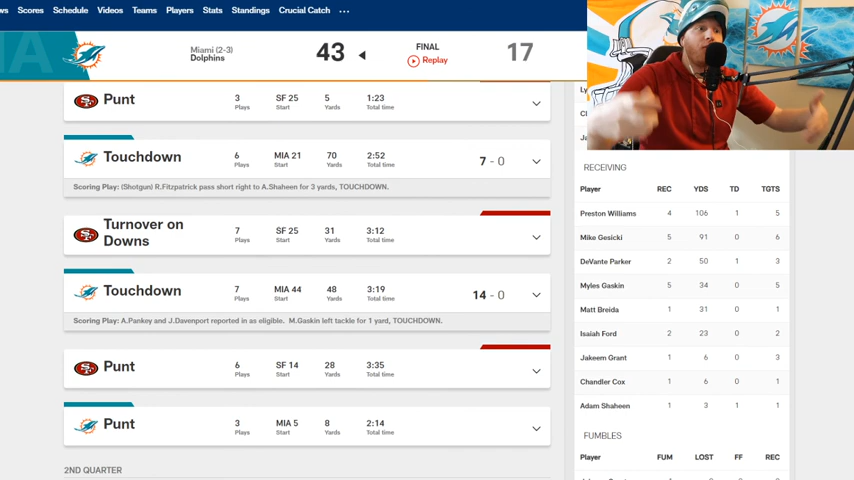 ws Scores Schedule Videos Teams Players Stats Standings Crucial Catch ...
Miami (2-3)
Dolphins
43
FINAL
Replay
17
Punt
3 Plays
SF 25 Start
5 Yards
1:23 Total time
Touchdown
6 Plays
MIA 21 Start
70 Yards
2:52 Total time
7 - 0
Scoring Play: (Shotgun) R.Fitzpatrick pass short right to A.Shaheen for 3 yards, TOUCHDOWN.
Turnover on
Downs
7 Plays
SF 25 Start
31 Yards
3:12 Total time
Touchdown
7 Plays
MIA 44 Start
48 Yards
3:19 Total time
14 - 0
Scoring Play: A.Pankey and J.Davenport reported in as eligible. M.Gaskin left tackle for 1 yard, TOUCHDOWN.
Punt
6 Plays
SF 14 Start
28 Yards
3:35 Total time
Punt
3 Plays
MIA 5 Start
8 Yards
2:14 Total time
2ND QUARTER
Ly
C
Ja
RECEIVING
Player REC YDS TD TGTS
Preston Williams 4 106 1 5
Mike Gesicki 5 91 0 6
DeVante Parker 2 50 1 3
Myles Gaskin 5 34 0 5
Matt Breida 1 31 0 1
Isaiah Ford 2 23 0 2
Jakeem Grant 1 6 0 3
Chandler Cox 1 6 0 1
Adam Shaheen 1 3 1 1
FUMBLES
Player FUM LOST FF REC